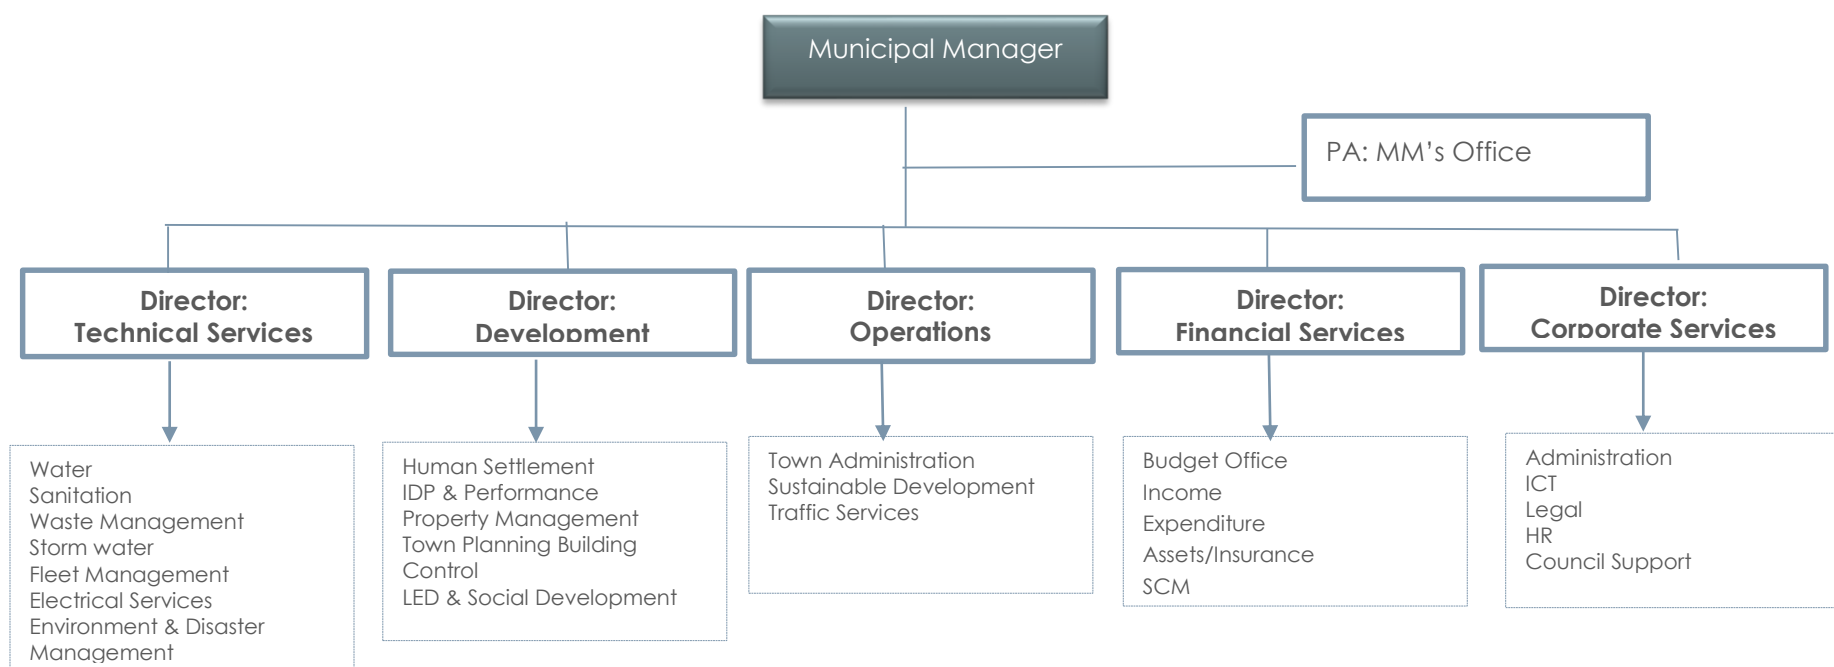 Municipal Manager
PA: MM’s Office
Director:
Technical Services
Director:
Development
Director:
Operations
Director:
Financial Services
Director:
Corporate Services
Water
Sanitation
Waste Management
Storm water
Fleet Management
Electrical Services
Environment & Disaster
Management
Human Settlement
IDP & Performance
Property Management
Town Planning Building
Control
LED & Social Development
Town Administration
Sustainable Development
Traffic Services
Budget Office
Income
Expenditure
Assets/Insurance
SCM
Administration
ICT
Legal
HR
Council Support